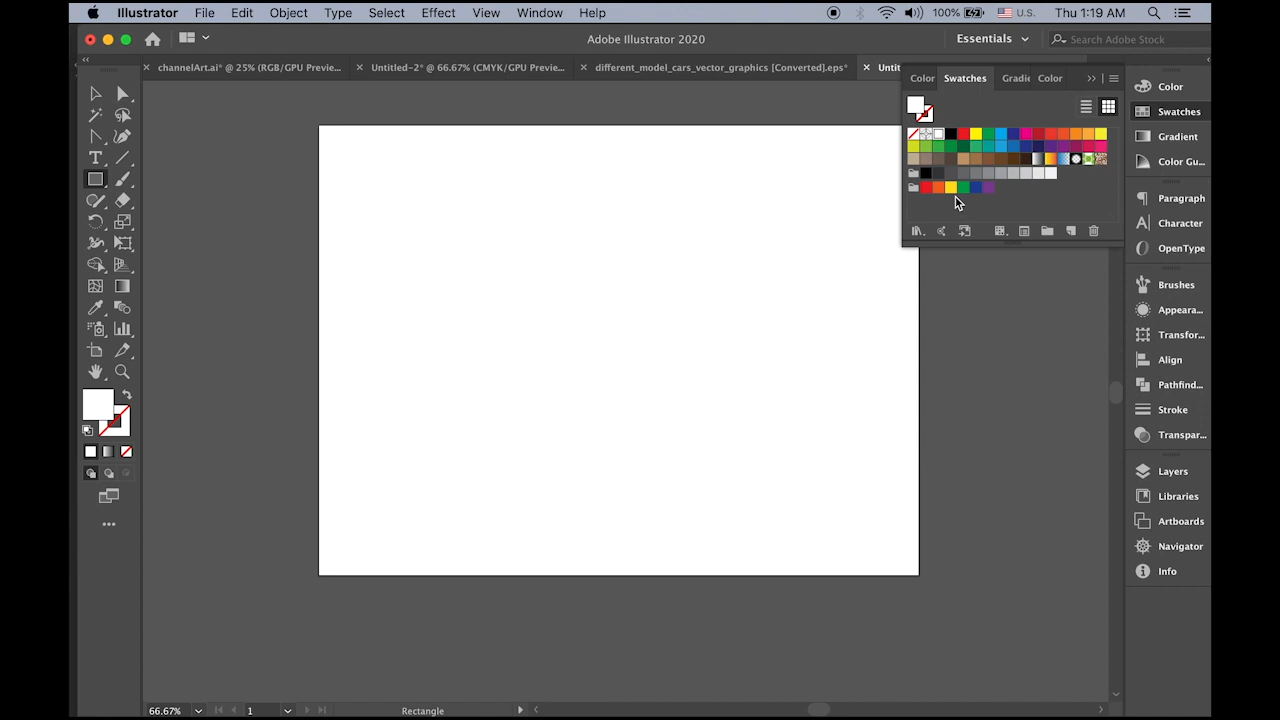 Illustrator File Edit Object Type Select Effect View Window Help 100% U.S. Thu 1:19 AM
Adobe Illustrator 2020 Essentials Search Adobe Stock
channelArt.ai* @ 25% (RGB/GPU Previe... Untitled-2* @ 66.67% (CMYK/GPU Previe... different_model_cars_vector_graphics [Converted].eps* Untit
Color Swatches Gradie Color
Color
Swatches
Gradient
Color Gu...
Paragraph
Character
OpenType
Brushes
Appeara...
Transfor...
Align
Pathfind...
Stroke
Transpar...
Layers
Libraries
Artboards
Navigator
Info
66.67% 1 Rectangle